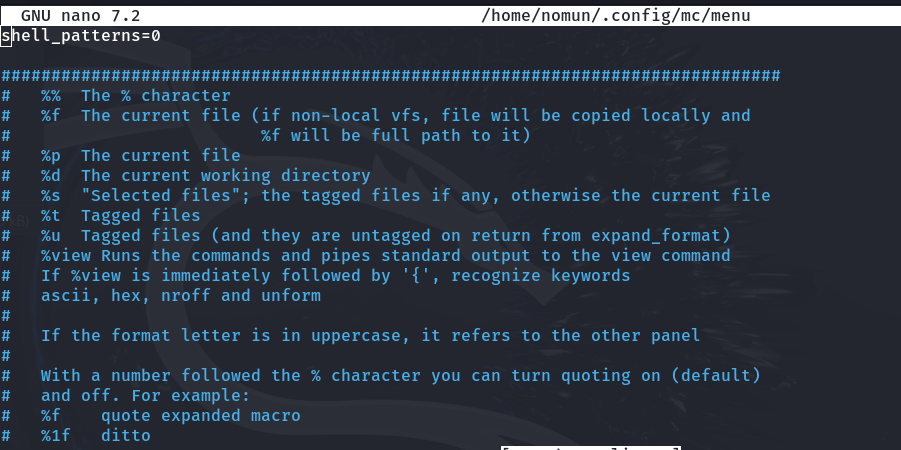 GNU nano 7.2 /home/nomun/.config/mc/menu
shell_patterns=0
##############################################################################
# %% The % character
# %f The current file (if non-local vfs, file will be copied locally and
# %f will be full path to it)
# %p The current file
# %d The current working directory
# %s "Selected files"; the tagged files if any, otherwise the current file
# %t Tagged files
# %u Tagged files (and they are untagged on return from expand_format)
# %view Runs the commands and pipes standard output to the view command
# If %view is immediately followed by '{', recognize keywords
# ascii, hex, nroff and unform
#
# If the format letter is in uppercase, it refers to the other panel
#
# With a number followed the % character you can turn quoting on (default)
# and off. For example:
# %f quote expanded macro
# %1f ditto